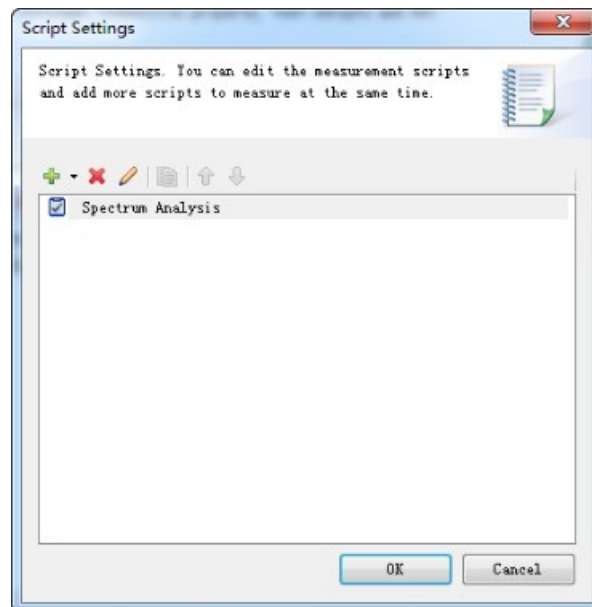 Script Settings
Script Settings. You can edit the measurement scripts
and add more scripts to measure at the same time.
Spectrum Analysis
OK
Cancel